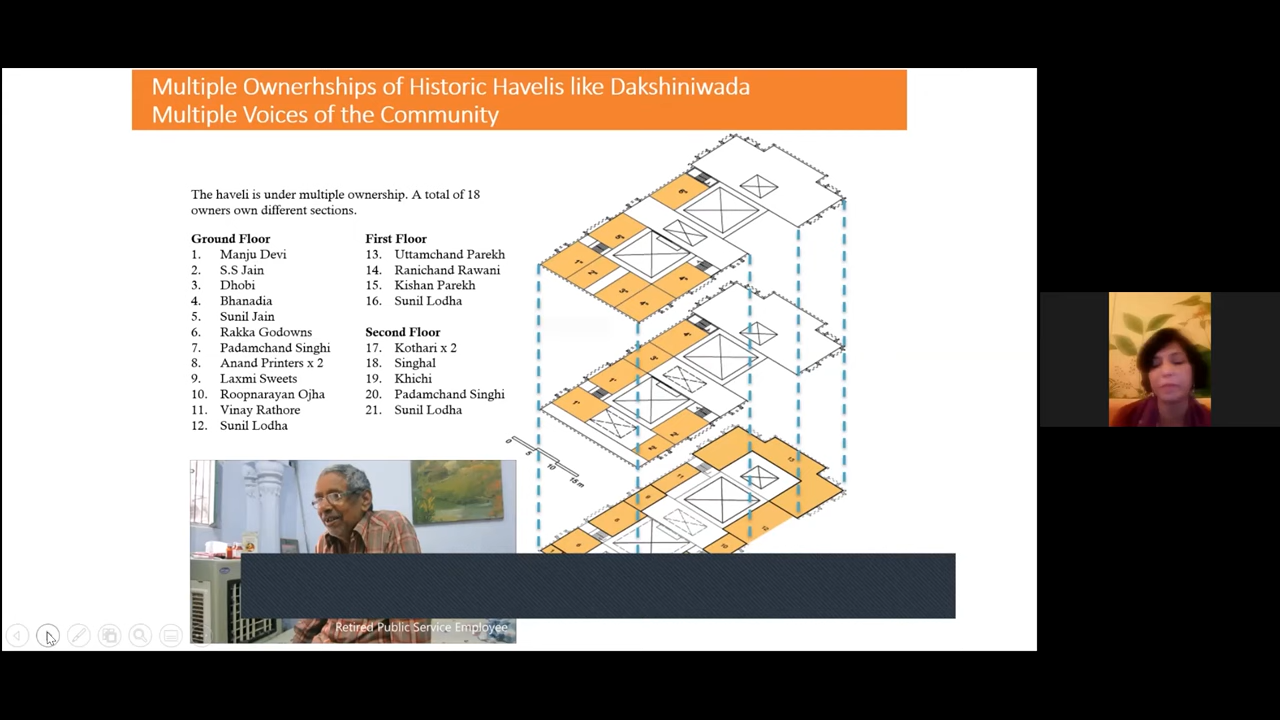 Multiple Ownerhships of Historic Havelis like Dakshiniwada
Multiple Voices of the Community
The haveli is under multiple ownership. A total of 18
owners own different sections.
Ground Floor
1. Manju Devi
2. S.S Jain
3. Dhobi
4. Bhanadia
5. Sunil Jain
6. Rakka Godowns
7. Padamchand Singhi
8. Anand Printers x 2
9. Laxmi Sweets
10. Roopnarayan Ojha
11. Vinay Rathore
12. Sunil Lodha
First Floor
13. Uttamchand Parekh
14. Ranichand Rawani
15. Kishan Parekh
16. Sunil Lodha
Second Floor
17. Kothari x 2
18. Singhal
19. Khichi
20. Padamchand Singhi
21. Sunil Lodha
0 5 10 15 m
Retired Public Service Employee